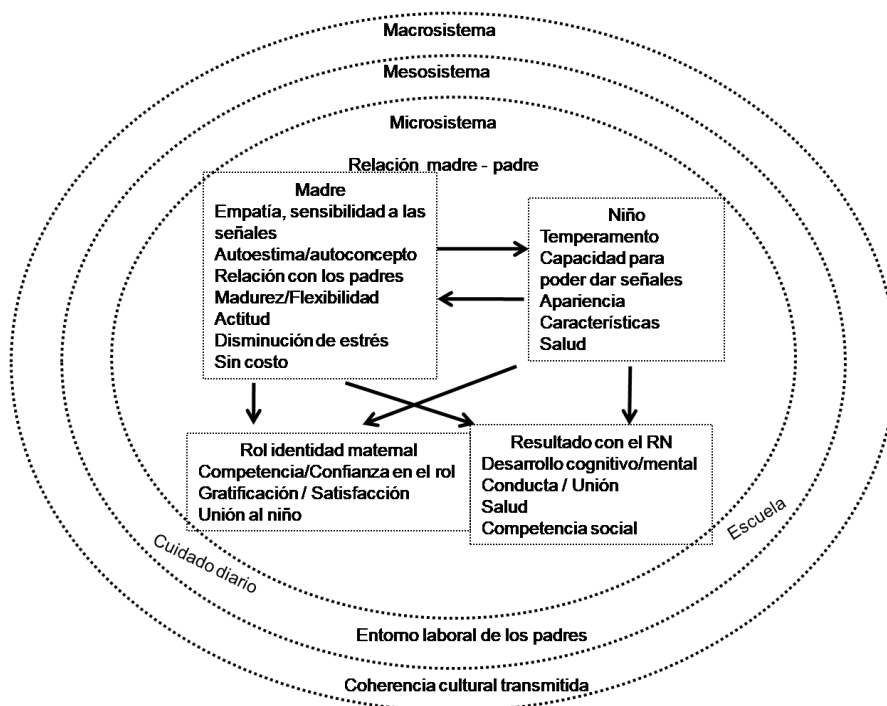 Macrosistema
Mesosistema
Microsistema
Relación madre - padre
Madre
Empatía, sensibilidad a las
señales
Autoestima/autoconcepto
Relación con los padres
Madurez/Flexibilidad
Actitud
Disminución de estrés
Sin costo
Niño
Temperamento
Capacidad para
poder dar señales
Apariencia
Características
Salud
Rol identidad maternal
Competencia/Confianza en el rol
Gratificación / Satisfacción
Unión al niño
Resultado con el RN
Desarrollo cognitivo/mental
Conducta / Unión
Salud
Competencia social
Cuidado diario
Escuela
Entorno laboral de los padres
Coherencia cultural transmitida